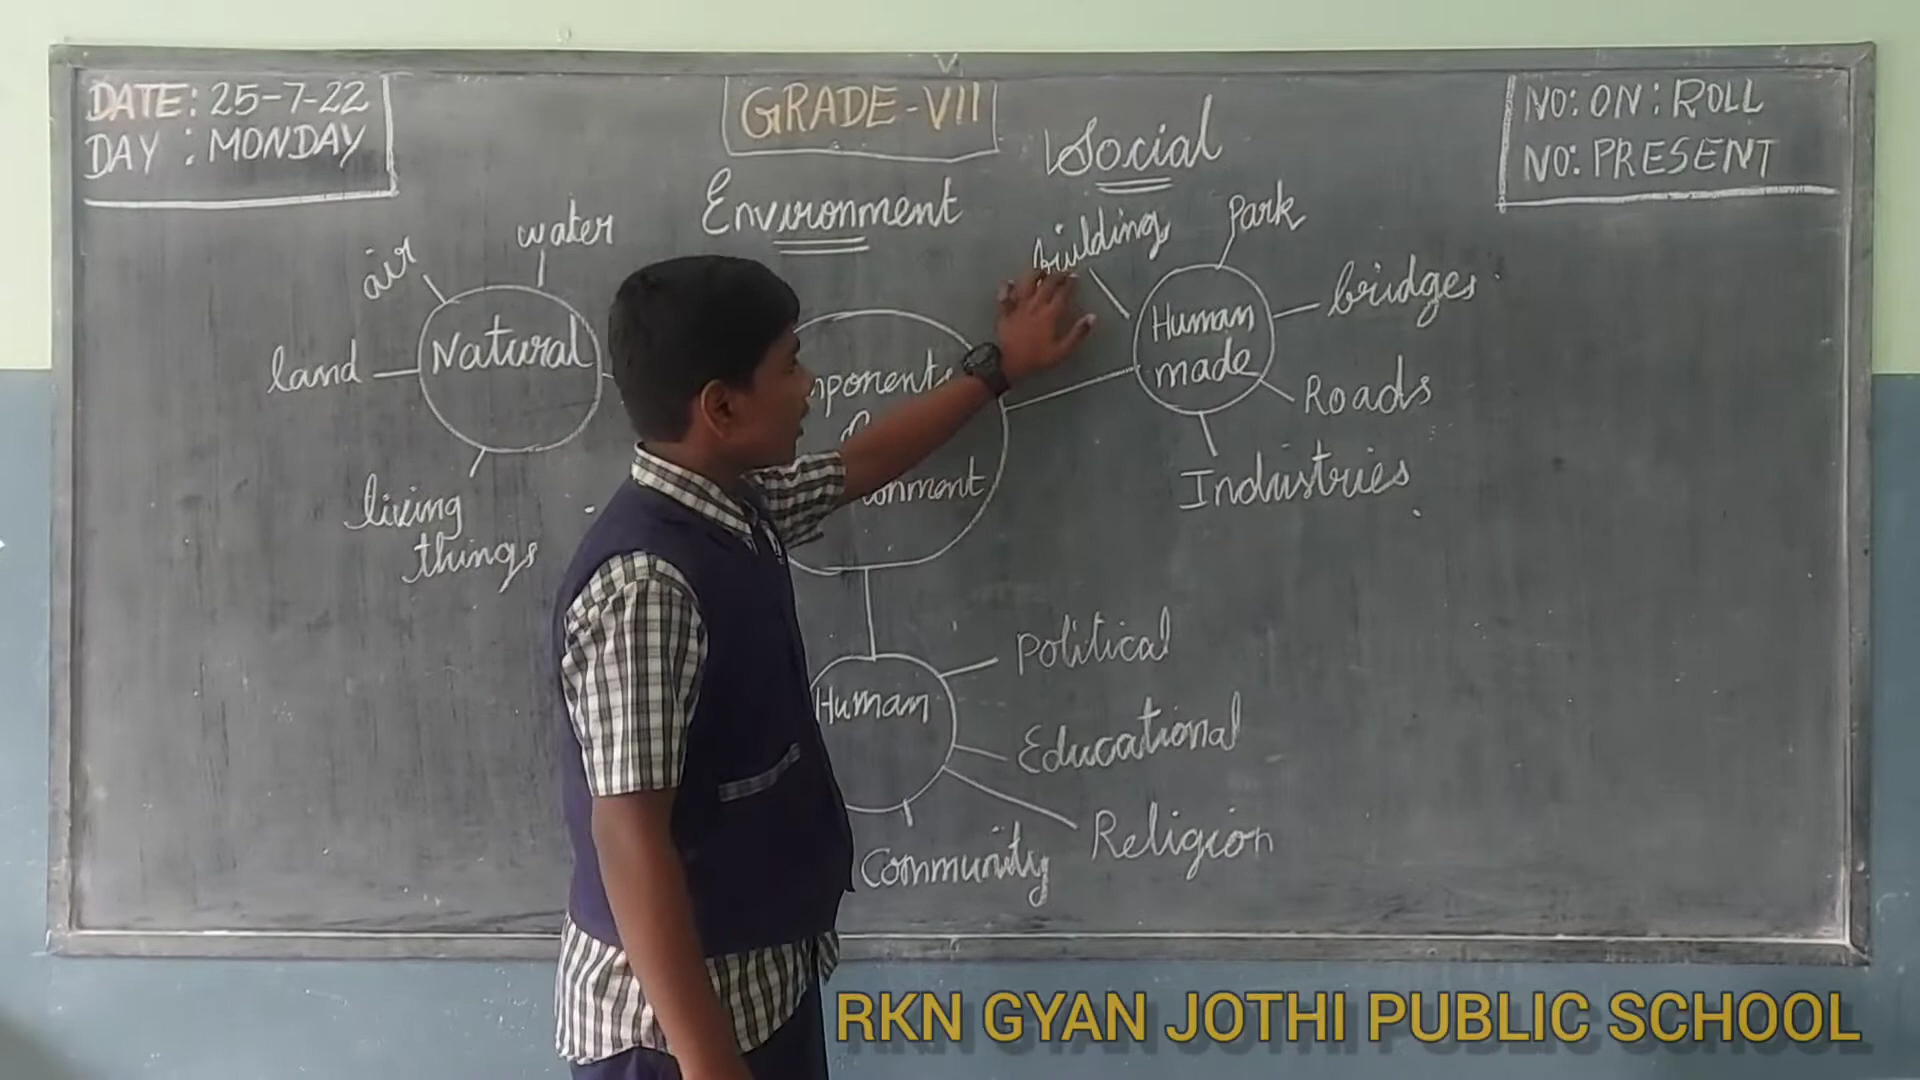 DATE: 25-7-22
DAY : MONDAY
GRADE-VII
Social
NO: ON: ROLL
NO: PRESENT
Environment
air
water
land
Natural
living
things
building
Park
bridges
Human
made
Roads
Industries
Human
Political
Educational
Religion
Community
RKN GYAN JOTHI PUBLIC SCHOOL